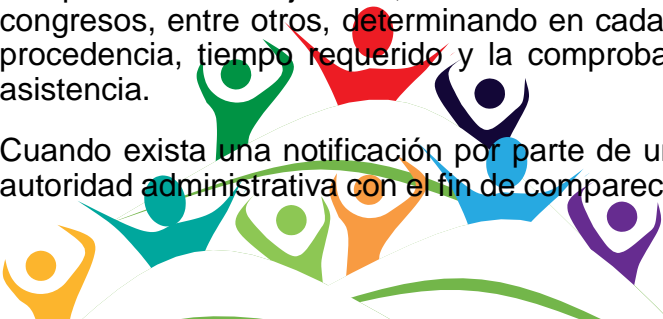 congresos, entre otros, determinando en cada
procedencia, tiempo requerido y la comproba
asistencia.
Cuando exista una notificación por parte de un
autoridad administrativa con el fin de comparec